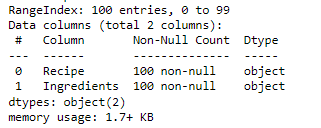 RangeIndex: 100 entries, 0 to 99
Data columns (total 2 columns):
 #   Column       Non-Null Count  Dtype
---  ------       --------------  -----
 0   Recipe       100 non-null    object
 1   Ingredients  100 non-null    object
dtypes: object(2)
memory usage: 1.7+ KB